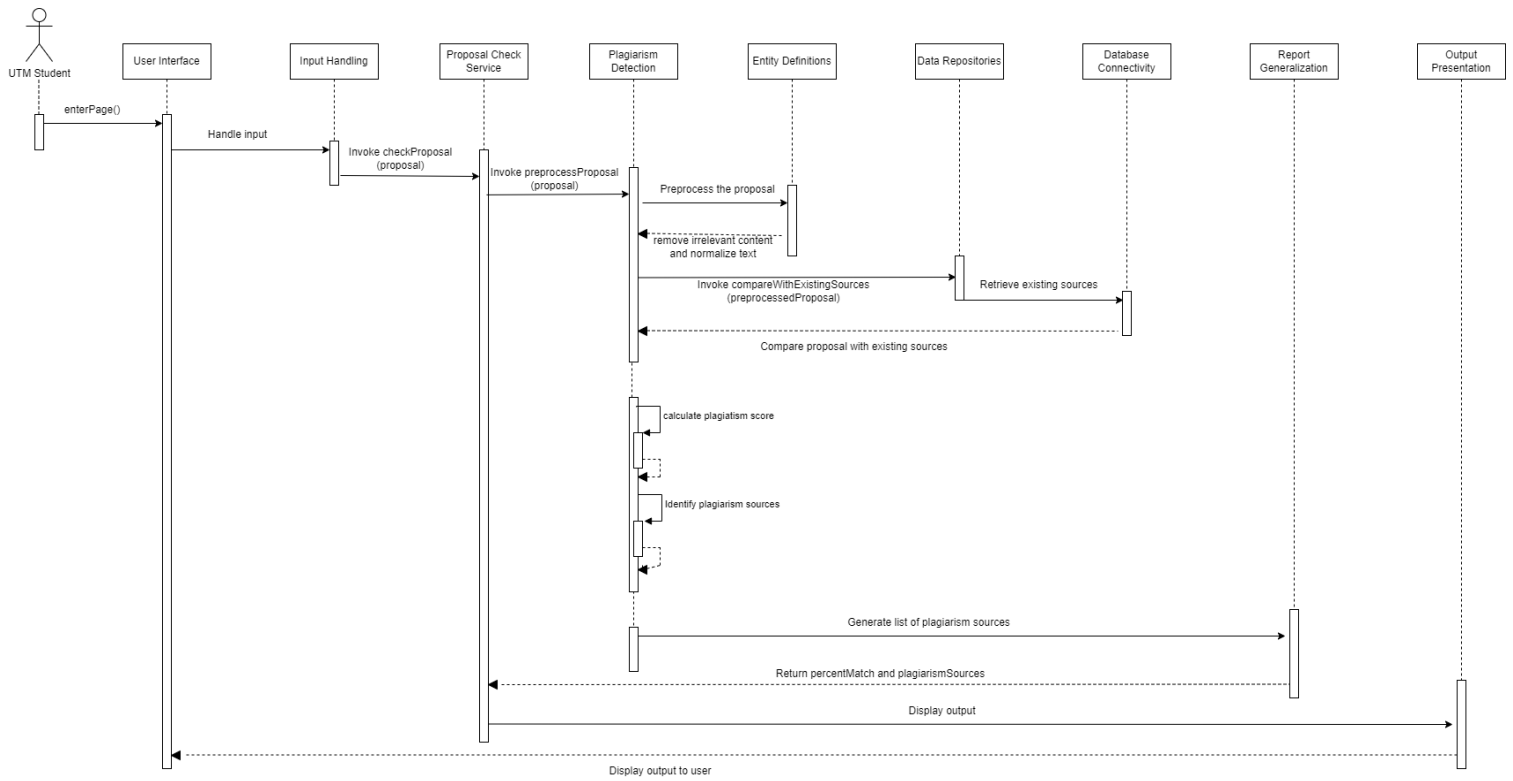 UTM Student
User Interface
Input Handling
Proposal Check
Service
Plagiarism
Detection
Entity Definitions
Data Repositories
Database
Connectivity
Report
Generalization
Output
Presentation
enterPage()
Handle input
Invoke checkProposal
(proposal)
Invoke preprocessProposal
(proposal)
Preprocess the proposal
remove irrelevant content
and normalize text
Invoke compareWithExistingSources
(preprocessedProposal)
Retrieve existing sources
Compare proposal with existing sources
calculate plagiatism score
Identify plagiarism sources
Generate list of plagiarism sources
Return percentMatch and plagiarismSources
Display output
Display output to user